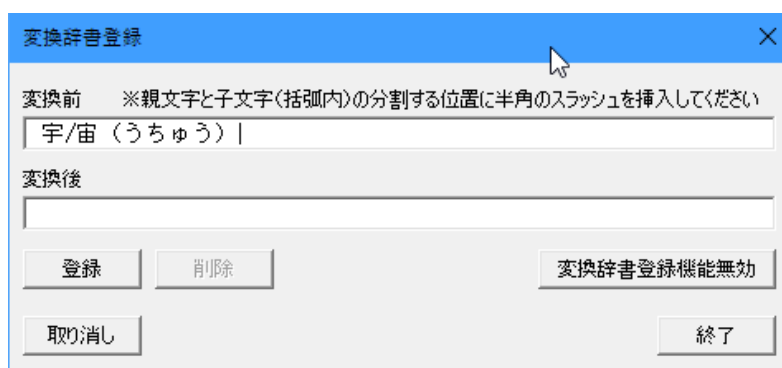 変換辞書登録
変換前 ※親文字と子文字(括弧内)の分割する位置に半角のスラッシュを挿入してください
宇/宙（うちゅう）
変換後
登録 削除 変換辞書登録機能無効
取り消し 終了